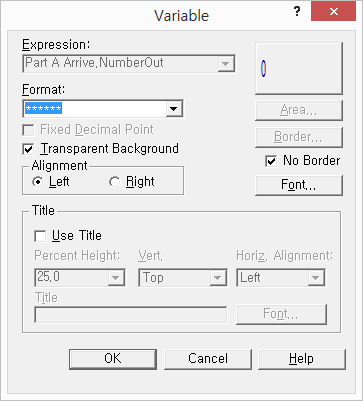 Variable
?
Expression:
Part A Arrive,NumberOut
0
Format:
******
Area...
Fixed Decimal Point
Border...
Transparent Background
No Border
Alignment
Left
Right
Font...
Title
Use Title
Percent Height:
Vert.
Horiz, Alignment:
25,0
Top
Left
Title
Font...
OK
Cancel
Help